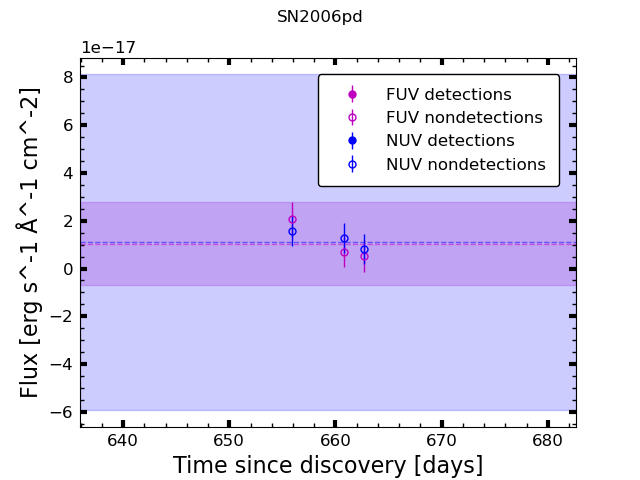 SN2006pd
1e−17
8
6
4
2
0
−2
−4
−6
Flux [erg s^-1 Å^-1 cm^-2]
FUV detections
FUV nondetections
NUV detections
NUV nondetections
640 650 660 670 680
Time since discovery [days]